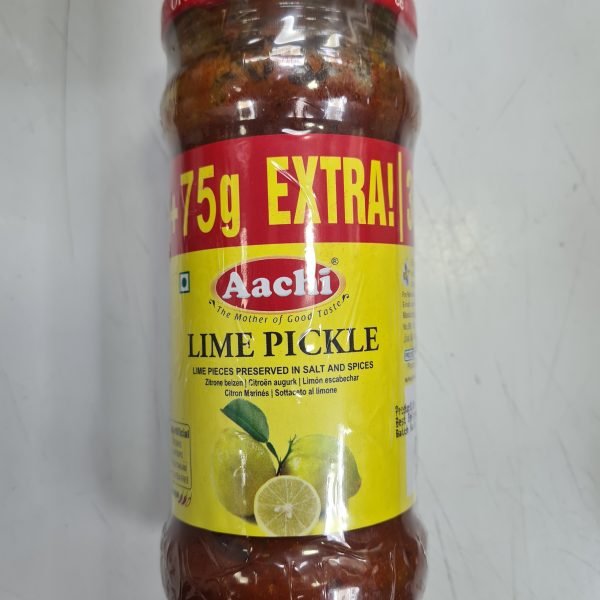 +75g EXTRA!
Aachi®
The Mother of Good Taste
LIME PICKLE
LIME PIECES PRESERVED IN SALT AND SPICES
Zitrone beizen | Citroën augurk | Limón escabechar
Citron Marinés | Sottaceto al limone